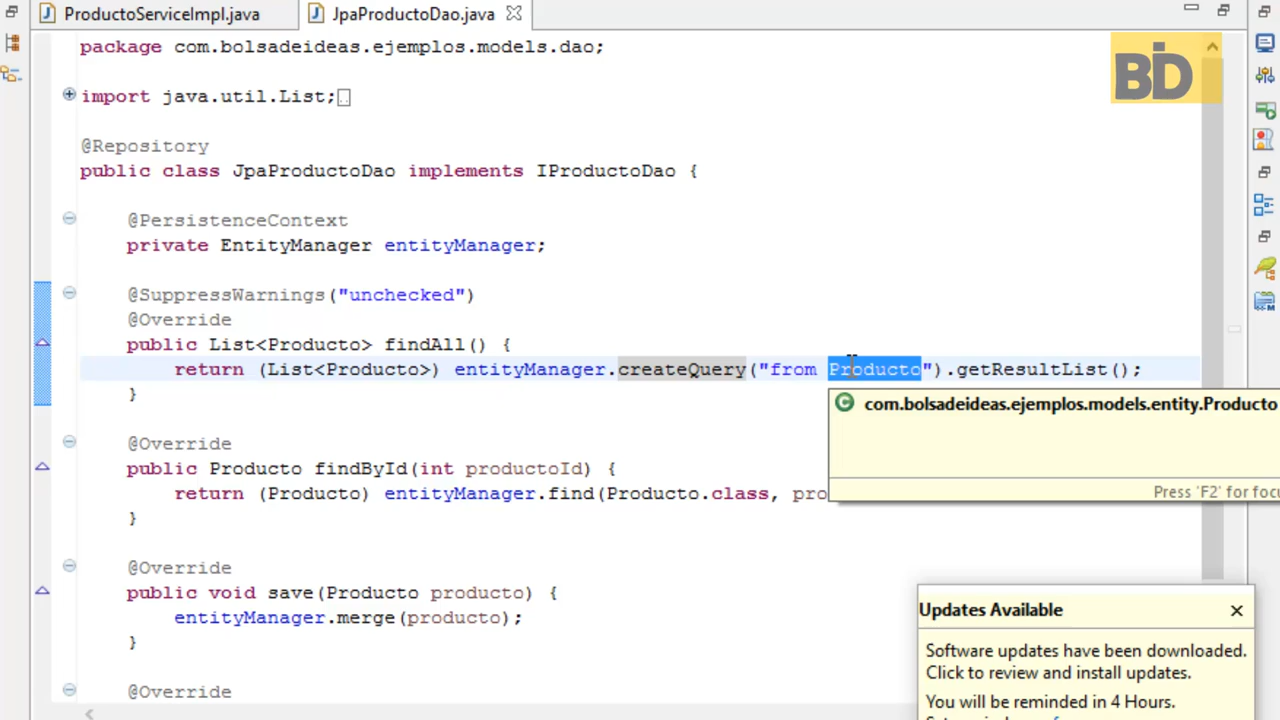 ProductoServiceImpl.java
JpaProductoDao.java
package com.bolsadeideas.ejemplos.models.dao;
BD
import java.util.List;
@Repository
public class JpaProductoDao implements IProductoDao {
@PersistenceContext
private EntityManager entityManager;
@SuppressWarnings("unchecked")
@Override
public List<Producto> findAll() {
return (List<Producto>) entityManager.createQuery("from Producto").getResultList();
}
com.bolsadeideas.ejemplos.models.entity.Producto
@Override
public Producto findById(int productoId) {
return (Producto) entityManager.find(Producto.class, pro
Press 'F2' for focu
}
@Override
public void save(Producto producto) {
entityManager.merge(producto);
}
Updates Available
Software updates have been downloaded.
Click to review and install updates.
You will be reminded in 4 Hours.
@Override